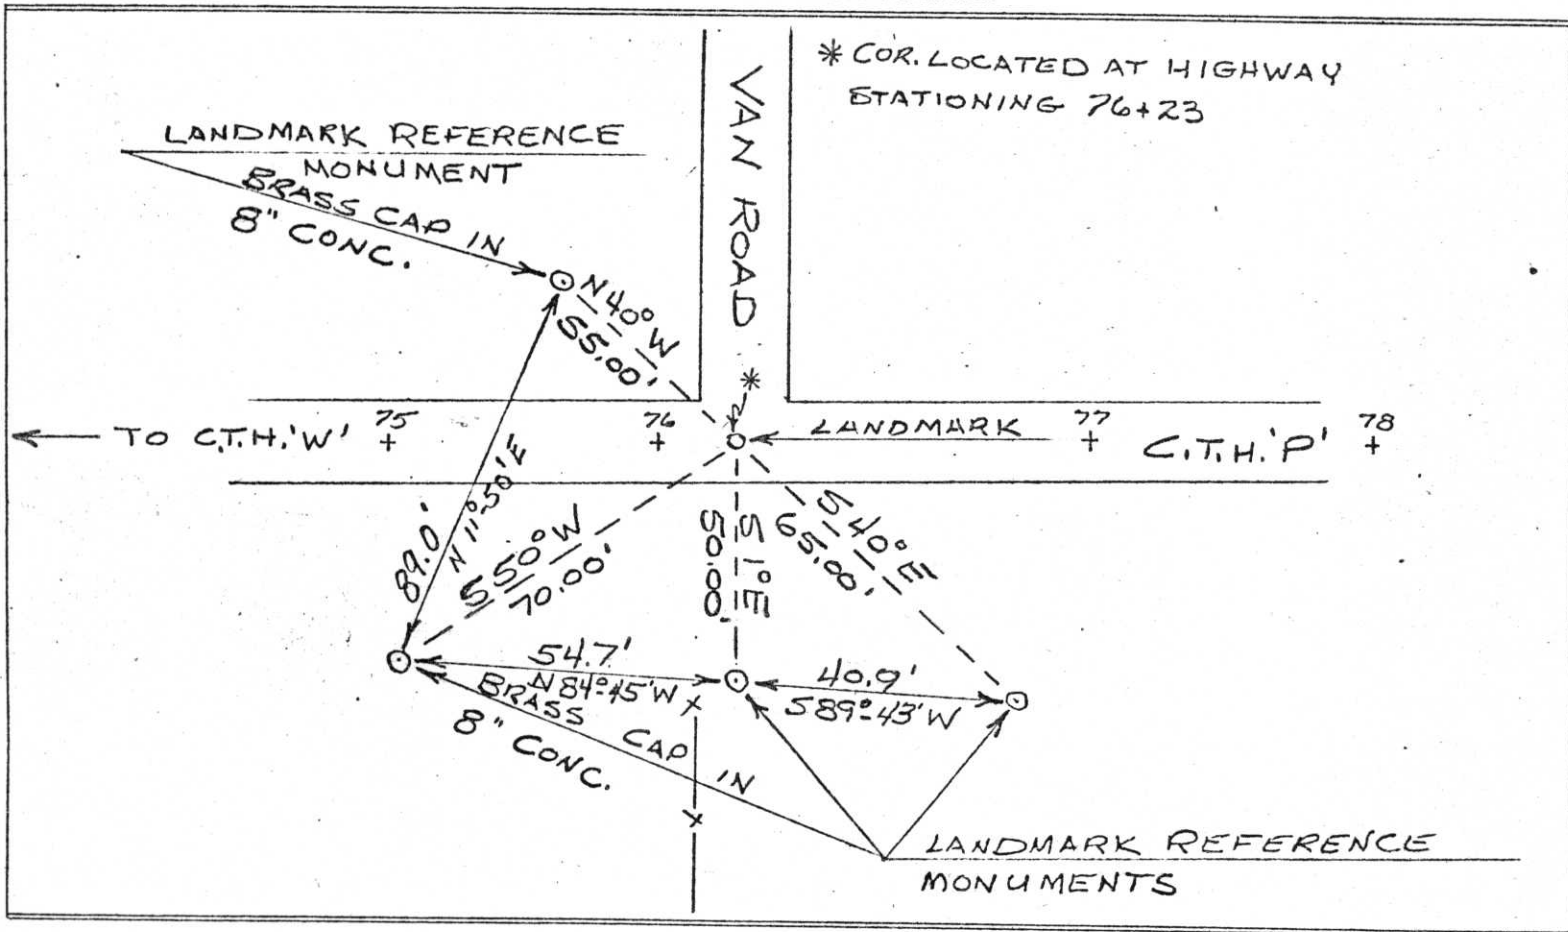 * COR. LOCATED AT HIGHWAY
STATIONING 76+23
VAN ROAD *
LANDMARK REFERENCE
MONUMENT
BRASS CAP IN
8" CONC.
N 40° W
55.00'
← TO C.T.H. 'W'
75
+
76
+
LANDMARK
77
+
C.T.H. 'P'
78
+
89.0'
N 11°-50' E
S 50° W
70.00'
S 1° E
50.00'
S 40° E
65.00'
54.7'
N 84°-45' W
40.9'
S 89°-43' W
BRASS CAP IN
8" CONC.
LANDMARK REFERENCE
MONUMENTS